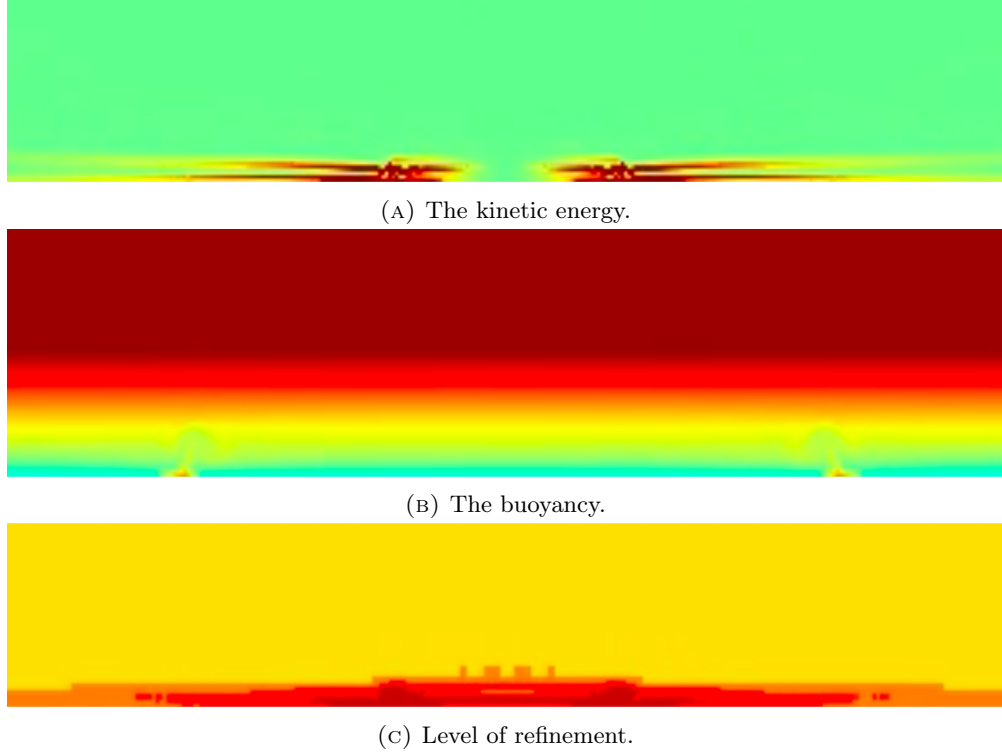 (A) The kinetic energy.
(B) The buoyancy.
(C) Level of refinement.